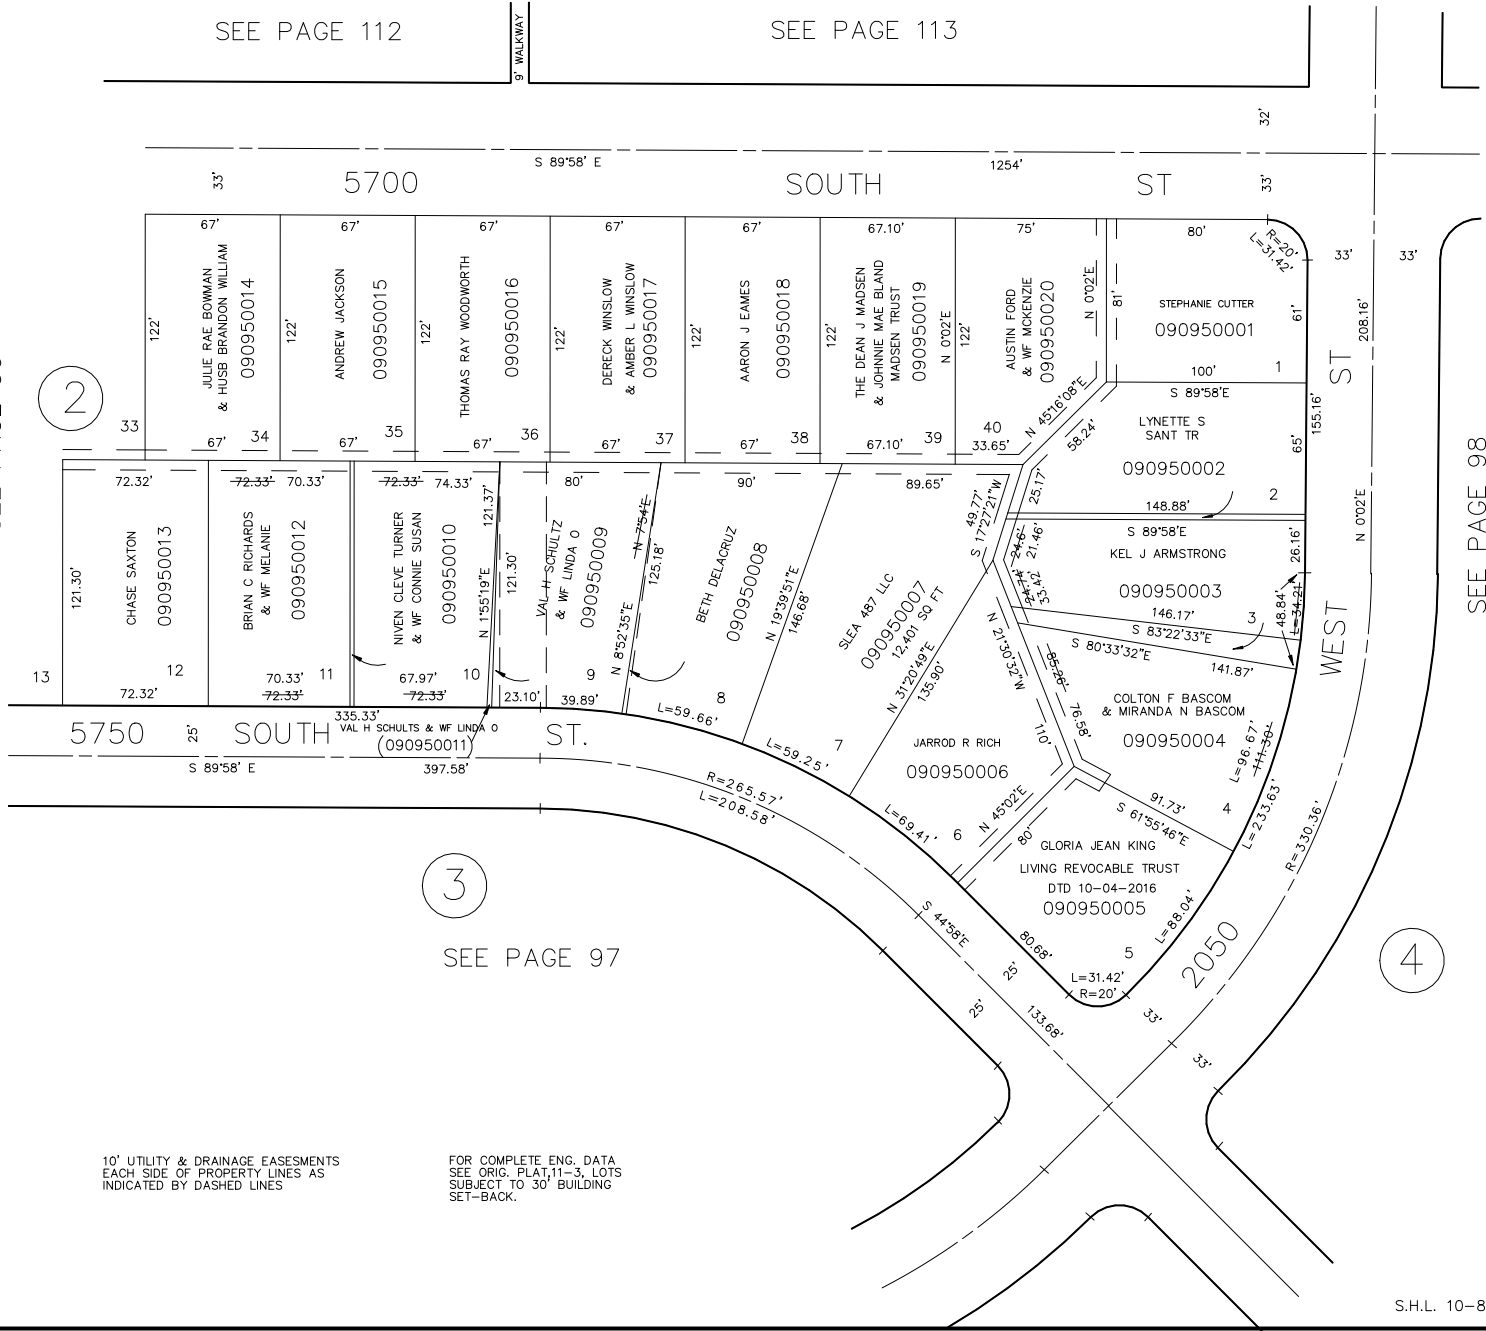 SEE PAGE 112
9' WALKWAY
SEE PAGE 113
32'
S 89°58' E
1254'
33'
5700
SOUTH
ST
33'
67'
67'
67'
67'
67'
67.10'
75'
80'
R=20'
L=31.42'
33'
33'
122'
JULIE RAE BOWMAN
& HUSB BRANDON WILLIAM
090950014
122'
ANDREW JACKSON
090950015
122'
THOMAS RAY WOODWORTH
090950016
122'
DERECK WINSLOW
& AMBER L WINSLOW
090950017
122'
AARON J EAMES
090950018
122'
THE DEAN J MADSEN
& JOHNNIE MAE BLAND
MADSEN TRUST
090950019
N 0°02'E
122'
AUSTIN FORD
& WF MCKENZIE
090950020
N 0°02'E
81'
STEPHANIE CUTTER
090950001
61'
208.16'
100'
1
S 89°58'E
ST
2
33
67'
34
67'
35
67'
36
67'
37
67'
38
67.10'
39
40
33.65'
N 45°16'08"E
58.24'
LYNETTE S
SANT TR
090950002
65'
155.16'
2
148.88'
25.17'
S 89°58'E
N 0°02'E
SEE PAGE 98
72.32'
72.33' 70.33'
72.33' 74.33'
80'
90'
89.65'
121.30'
CHASE SAXTON
090950013
BRIAN C RICHARDS
& WF MELANIE
090950012
NIVEN CLEVE TURNER
& WF CONNIE SUSAN
090950010
121.37'
N 1°55'19"E
121.30'
VAL H SCHULTZ
& WF LINDA O
090950009
N 7°54'E
125.18'
N 8°52'35"E
BETH DELACRUZ
090950008
N 19°39'51"E
146.68'
SLEA 487 LLC
090950007
12,401 SQ FT
49.77'
S 17°27'21"W
24.6'
21.46'
24.74'
33.42'
KEL J ARMSTRONG
090950003
26.16'
146.17'
3
S 83°22'33"E
48.84'
L=34.21'
S 80°33'32"E
141.87'
WEST
13
12
72.32'
70.33'
72.33'
11
67.97'
72.33'
10
23.10'
9
39.89'
8
L=59.66'
N 31°20'49"E
135.90'
N 21°30'32"W
85.26'
76.58'
110'
COLTON F BASCOM
& MIRANDA N BASCOM
090950004
L=96.67'
111.30'
5750
25'
SOUTH
335.33'
VAL H SCHULTS & WF LINDA O
(090950011)
ST.
S 89°58' E
397.58'
7
L=59.25'
JARROD R RICH
090950006
R=265.57'
L=208.58'
L=69.41'
6
N 45°02'E
80'
91.73'
S 61°55'46"E
4
L=233.63'
R=330.36'
GLORIA JEAN KING
LIVING REVOCABLE TRUST
DTD 10-04-2016
090950005
L=88.04'
5
3
SEE PAGE 97
S 44°58'E
80.68'
L=31.42'
R=20'
2050
4
25'
25'
133.68'
33'
33'
10' UTILITY & DRAINAGE EASESMENTS
EACH SIDE OF PROPERTY LINES AS
INDICATED BY DASHED LINES
FOR COMPLETE ENG. DATA
SEE ORIG. PLAT,11-3, LOTS
SUBJECT TO 30' BUILDING
SET-BACK.
S.H.L. 10-8